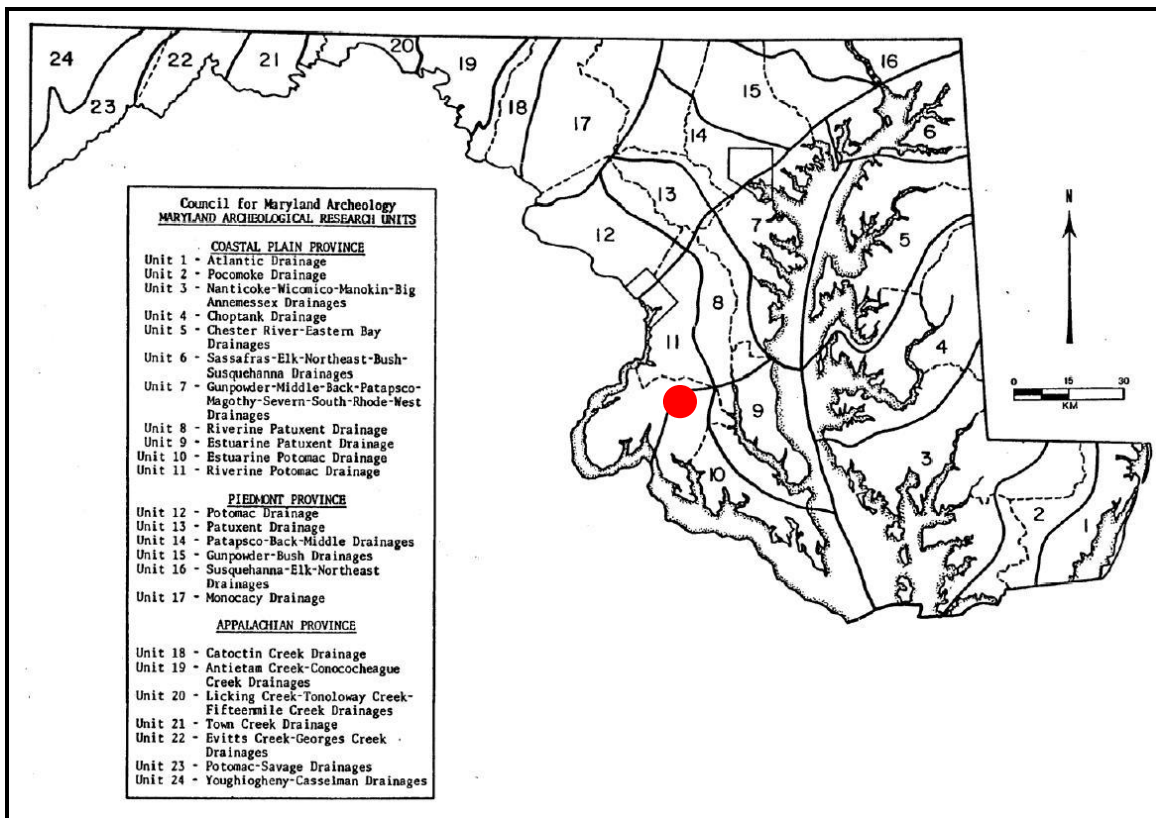 24
22
21
20
19
16
23
18
17
15
6
14
13
7
12
5
N
8
4
11
0 15 30
KM
9
3
10
2
1
Council for Maryland Archeology
MARYLAND ARCHEOLOGICAL RESEARCH UNITS
COASTAL PLAIN PROVINCE
Unit 1 - Atlantic Drainage
Unit 2 - Pocomoke Drainage
Unit 3 - Nanticoke-Wicomico-Manokin-Big
Annemessex Drainages
Unit 4 - Choptank Drainage
Unit 5 - Chester River-Eastern Bay
Drainages
Unit 6 - Sassafras-Elk-Northeast-Bush-
Susquehanna Drainages
Unit 7 - Gunpowder-Middle-Back-Patapsco-
Magothy-Severn-South-Rhode-West
Drainages
Unit 8 - Riverine Patuxent Drainage
Unit 9 - Estuarine Patuxent Drainage
Unit 10 - Estuarine Potomac Drainage
Unit 11 - Riverine Potomac Drainage
PIEDMONT PROVINCE
Unit 12 - Potomac Drainage
Unit 13 - Patuxent Drainage
Unit 14 - Patapsco-Back-Middle Drainages
Unit 15 - Gunpowder-Bush Drainages
Unit 16 - Susquehanna-Elk-Northeast
Drainages
Unit 17 - Monocacy Drainage
APPALACHIAN PROVINCE
Unit 18 - Catoctin Creek Drainage
Unit 19 - Antietam Creek-Conococheague
Creek Drainages
Unit 20 - Licking Creek-Tonoloway Creek-
Fifteenmile Creek Drainages
Unit 21 - Town Creek Drainage
Unit 22 - Evitts Creek-Georges Creek
Drainages
Unit 23 - Potomac-Savage Drainages
Unit 24 - Youghiogheny-Casselman Drainages